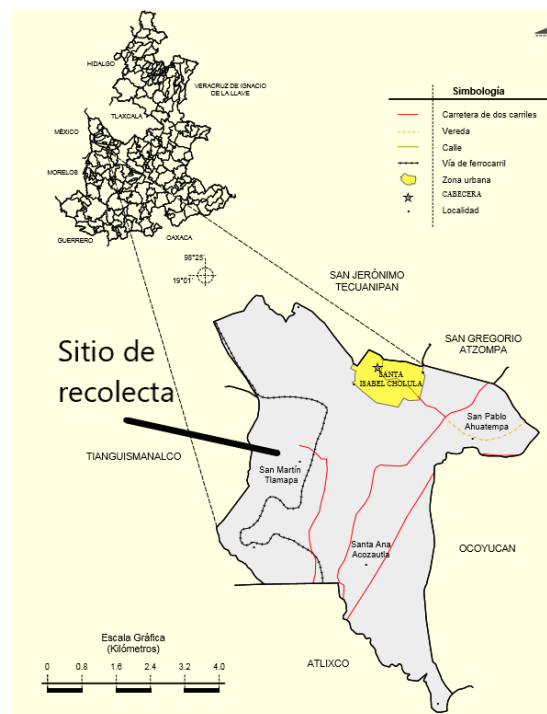 HIDALGO
VERACRUZ DE IGNACIO
DE LA LLAVE
TLAXCALA
MÉXICO
MORELOS
GUERRERO
OAXACA
Simbología
Carretera de dos carriles
Vereda
Calle
Vía de ferrocarril
Zona urbana
CABECERA
Localidad
98°25'
19°01'
SAN JERÓNIMO
TECUANIPAN
SAN GREGORIO
ATZOMPA
Sitio de
recolecta
SANTA
ISABEL CHOLULA
San Pablo
Ahuatempa
TIANGUISMANALCO
San Martín
Tlamapa
Santa Ana
Acozautla
OCOYUCAN
ATLIXCO
Escala Gráfica
(Kilómetros)
0 0.8 1.6 2.4 3.2 4.0